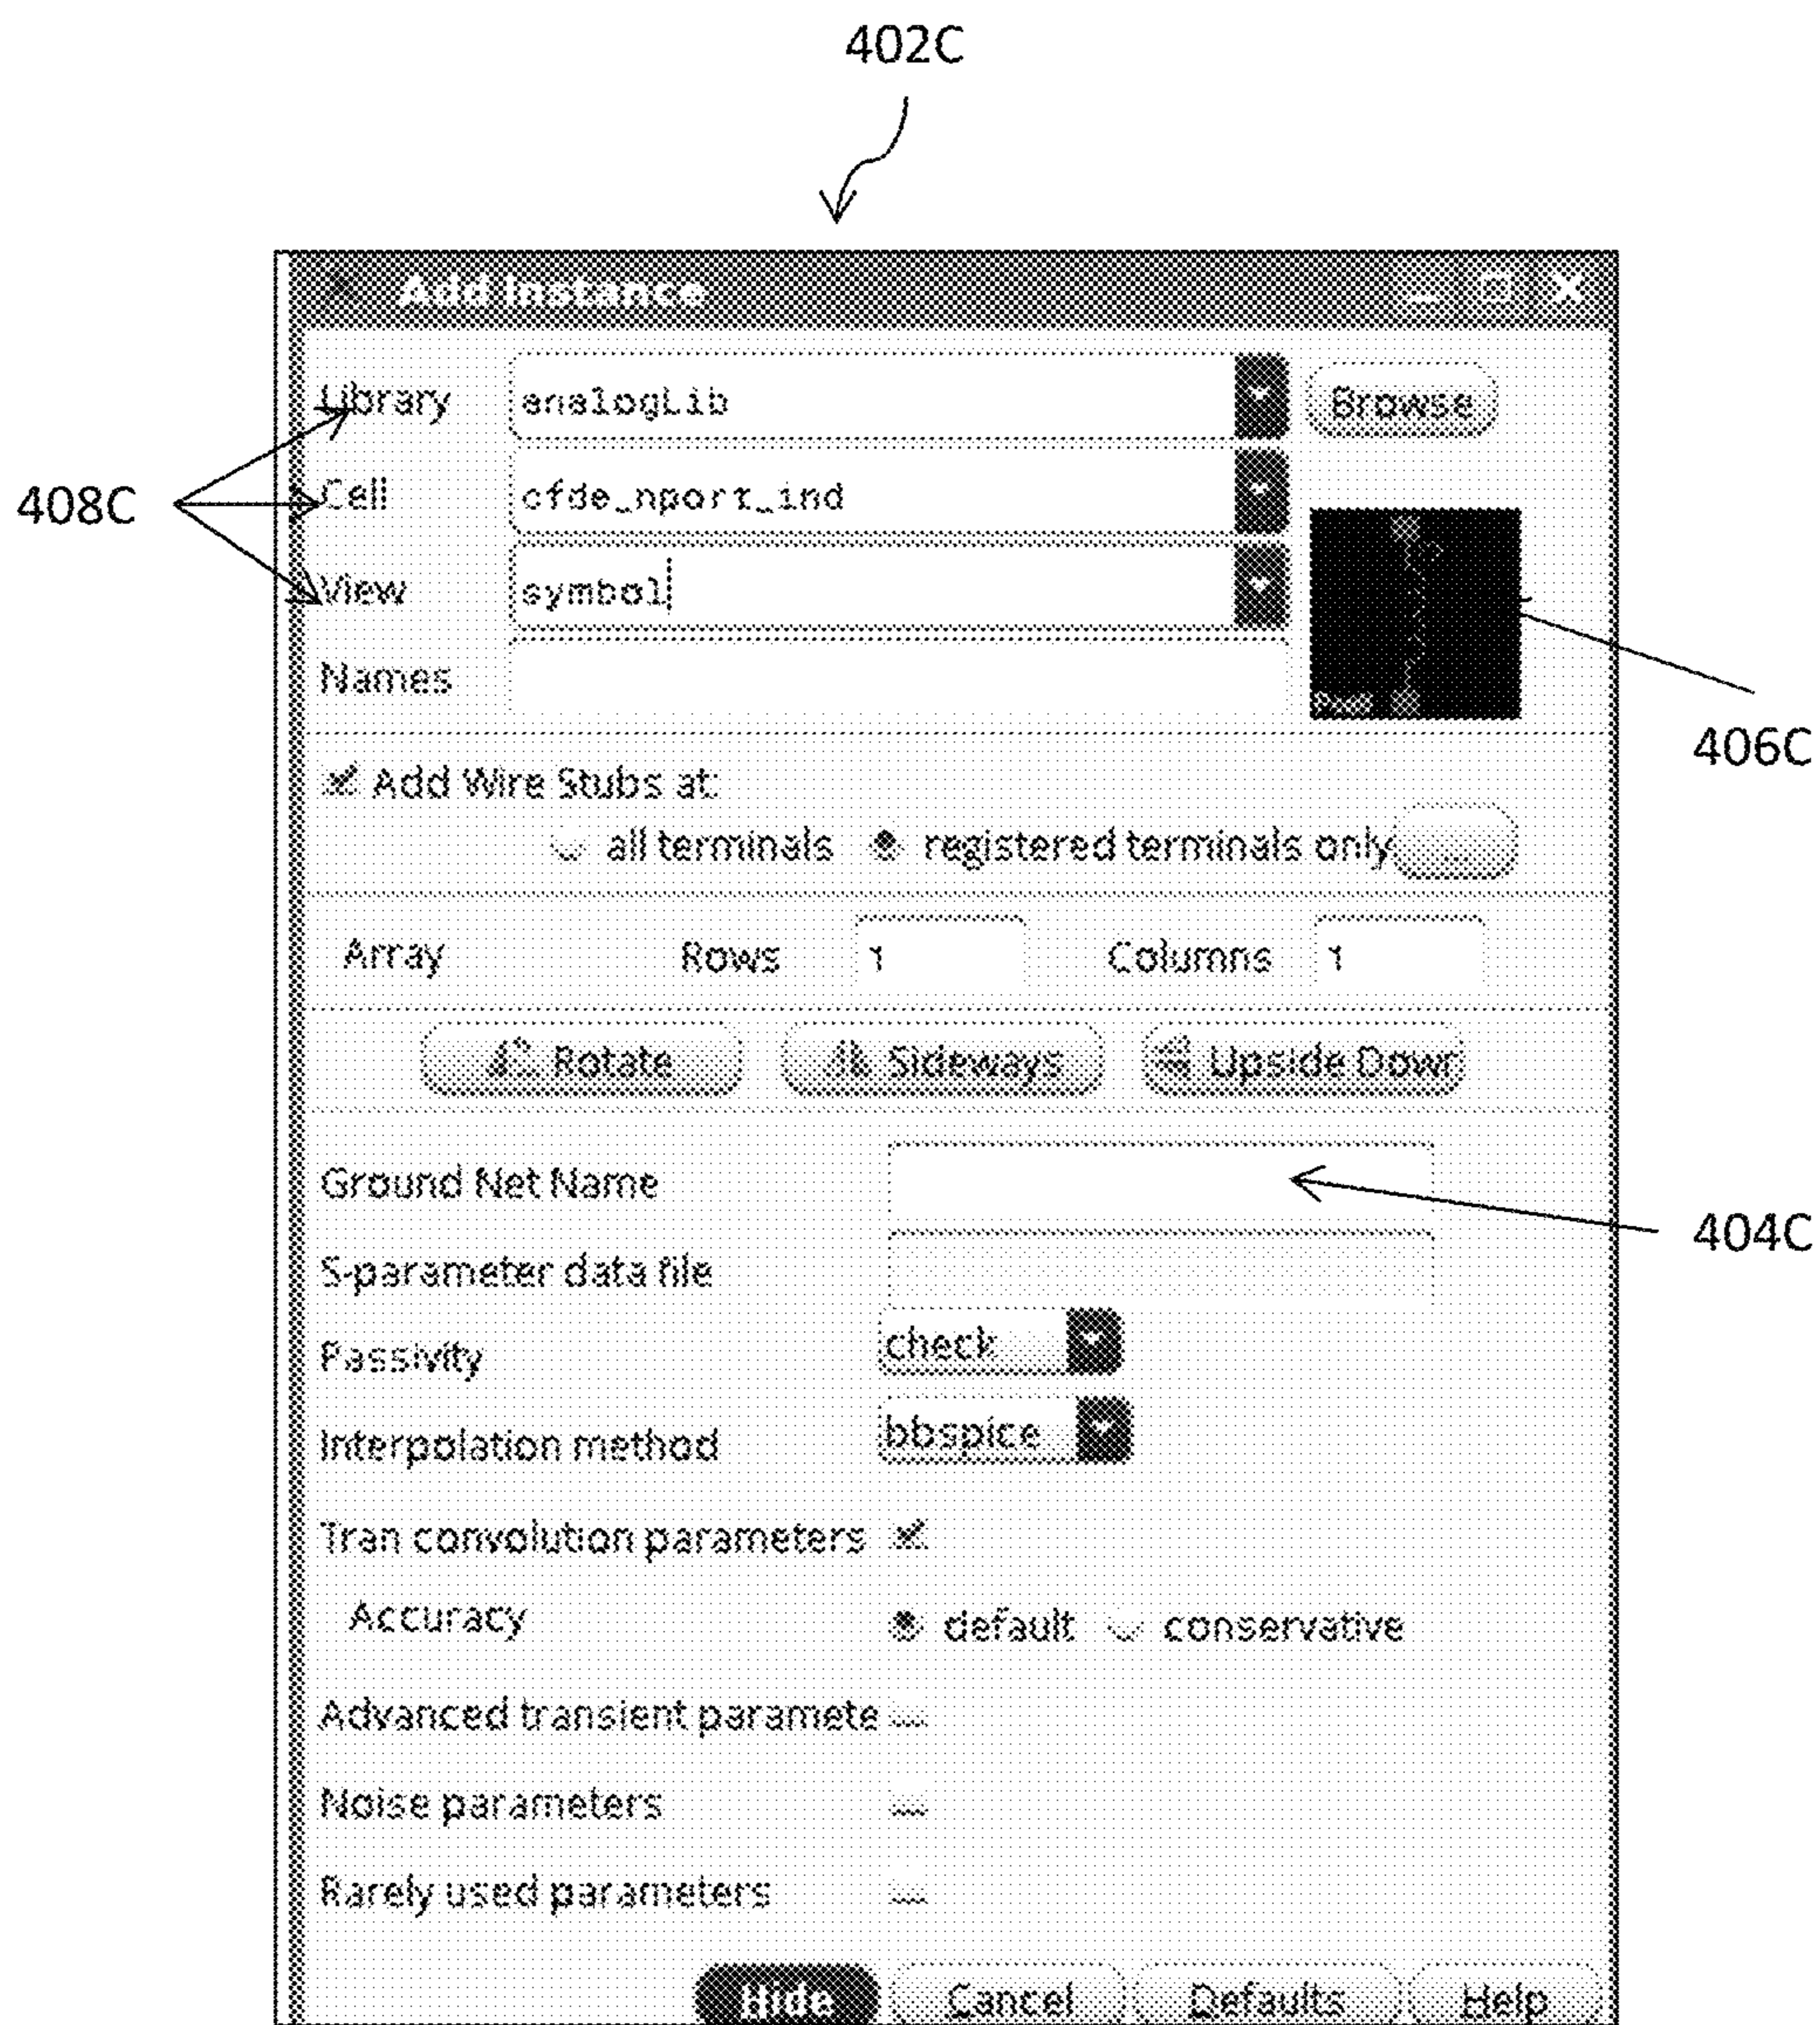 402C
Add Instance
Library analogLib Browse
408C
Cell cfde_nport_ind
View symbol
Names
406C
Add Wire Stubs at:
all terminals registered terminals only ...
Array Rows 1 Columns 1
Rotate Sideways Upside Down
Ground Net Name
404C
S-parameter data file
Passivity check
Interpolation method bbspice
Tran convolution parameters
Accuracy default conservative
Advanced transient paramete
Noise parameters
Rarely used parameters
Hide Cancel Defaults Help